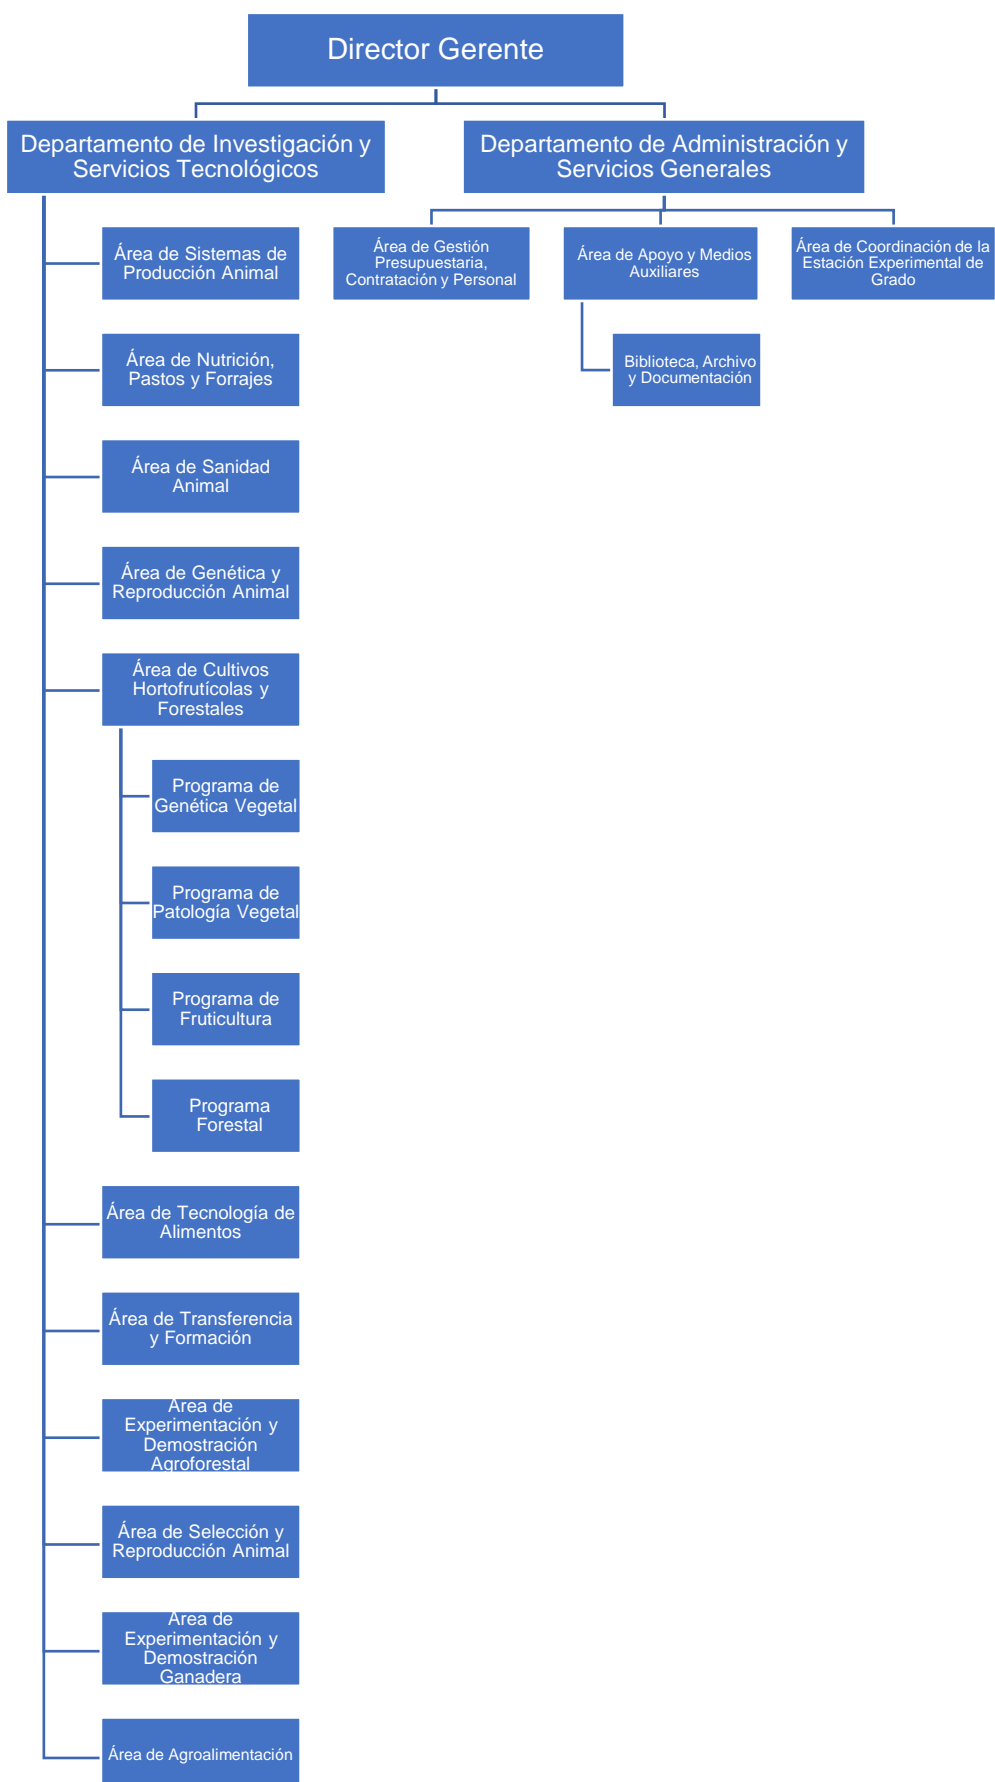 Director Gerente
Departamento de Investigación y
Servicios Tecnológicos
Departamento de Administración y
Servicios Generales
Área de Sistemas de
Producción Animal
Área de Gestión
Presupuestaria,
Contratación y Personal
Área de Apoyo y Medios
Auxiliares
Área de Coordinación de la
Estación Experimental de
Grado
Área de Nutrición,
Pastos y Forrajes
Biblioteca, Archivo
y Documentación
Área de Sanidad
Animal
Área de Genética y
Reproducción Animal
Área de Cultivos
Hortofrutícolas y
Forestales
Programa de
Genética Vegetal
Programa de
Patología Vegetal
Programa de
Fruticultura
Programa
Forestal
Área de Tecnología de
Alimentos
Área de Transferencia
y Formación
Área de
Experimentación y
Demostración
Agroforestal
Área de Selección y
Reproducción Animal
Área de
Experimentación y
Demostración
Ganadera
Área de Agroalimentación